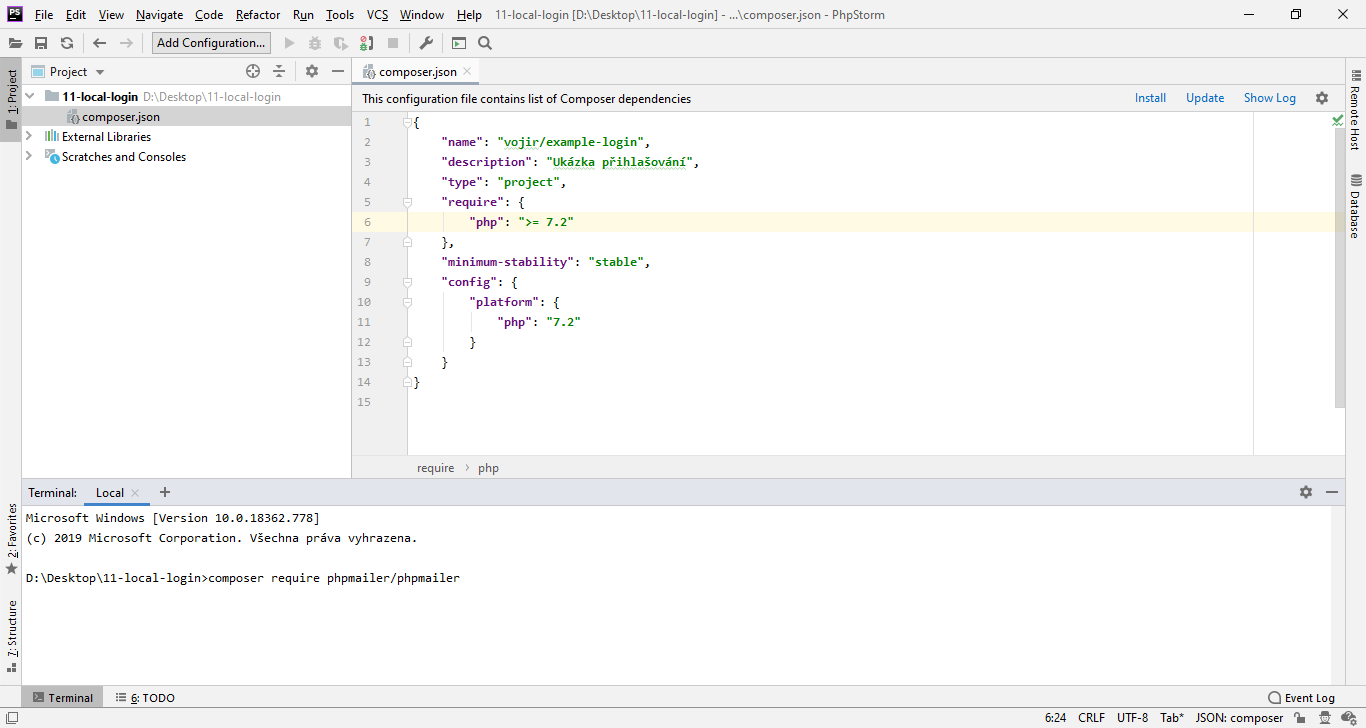 PS File Edit View Navigate Code Refactor Run Tools VCS Window Help 11-local-login [D:\Desktop\11-local-login] - ...\composer.json - PhpStorm
Add Configuration...
1: Project
Project
composer.json
11-local-login D:\Desktop\11-local-login
composer.json
External Libraries
Scratches and Consoles
This configuration file contains list of Composer dependencies Install Update Show Log
1 {
2 "name": "vojir/example-login",
3 "description": "Ukázka přihlašování",
4 "type": "project",
5 "require": {
6 "php": ">= 7.2"
7 },
8 "minimum-stability": "stable",
9 "config": {
10 "platform": {
11 "php": "7.2"
12 }
13 }
14 }
15
require › php
Remote Host
Database
Terminal: Local
Microsoft Windows [Version 10.0.18362.778]
(c) 2019 Microsoft Corporation. Všechna práva vyhrazena.
D:\Desktop\11-local-login>composer require phpmailer/phpmailer
2: Favorites
7: Structure
Terminal 6: TODO Event Log
6:24 CRLF UTF-8 Tab* JSON: composer